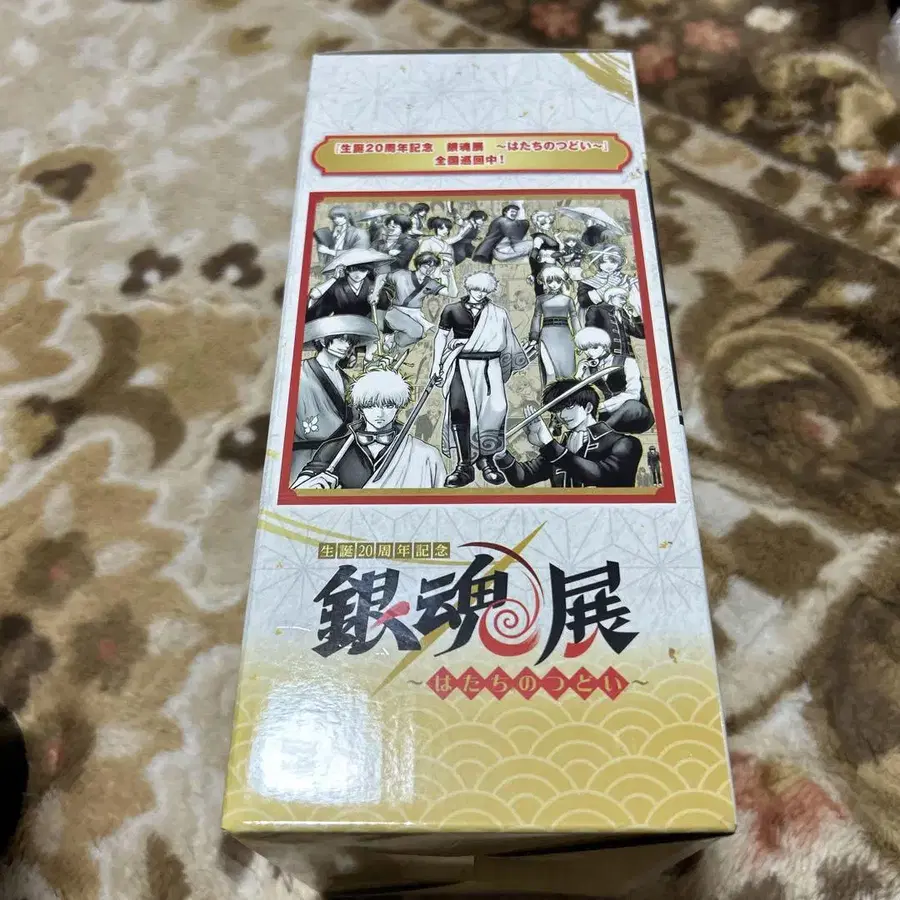 『生誕20周年記念 銀魂展 ~はたちのつどい~』
全国巡回中!
生誕20周年記念
銀魂展
~はたちのつどい~